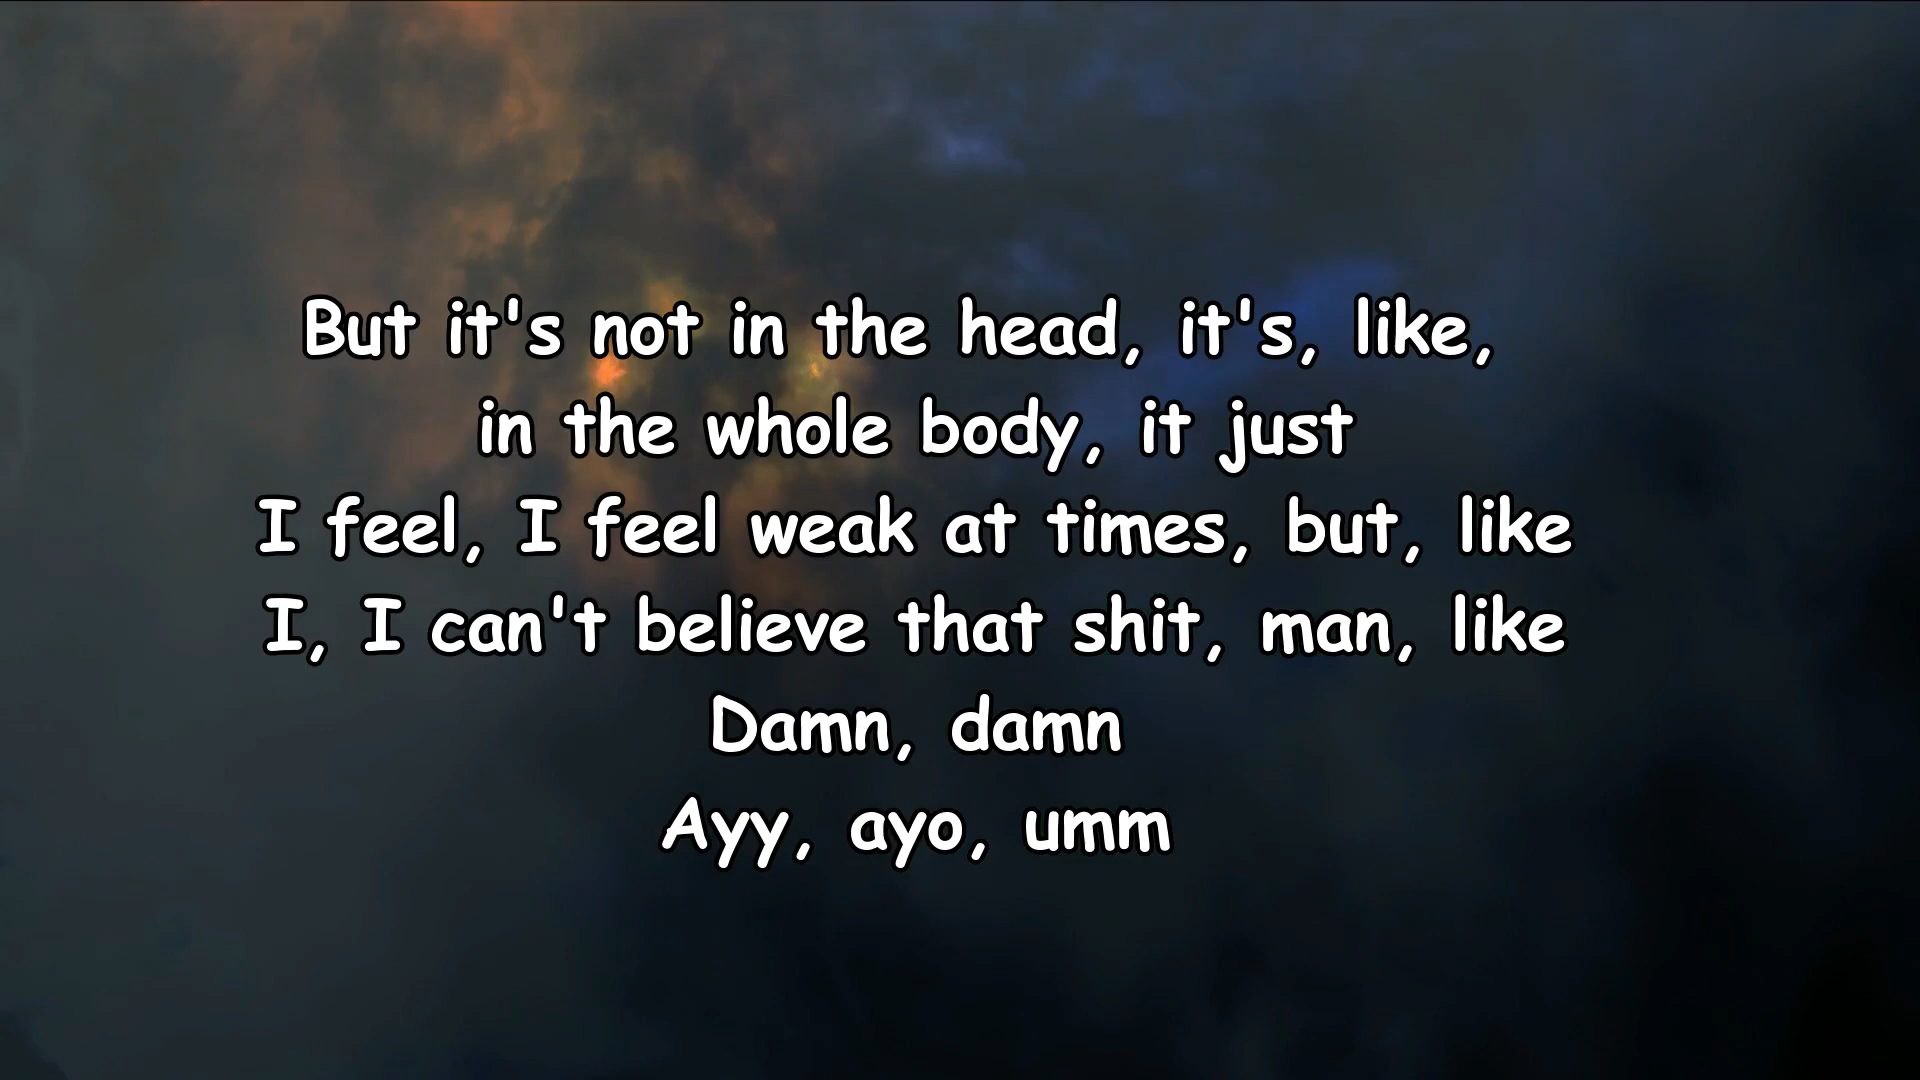 But it's not in the head, it's, like,
in the whole body, it just
I feel, I feel weak at times, but, like
I, I can't believe that shit, man, like
Damn, damn
Ayy, ayo, umm